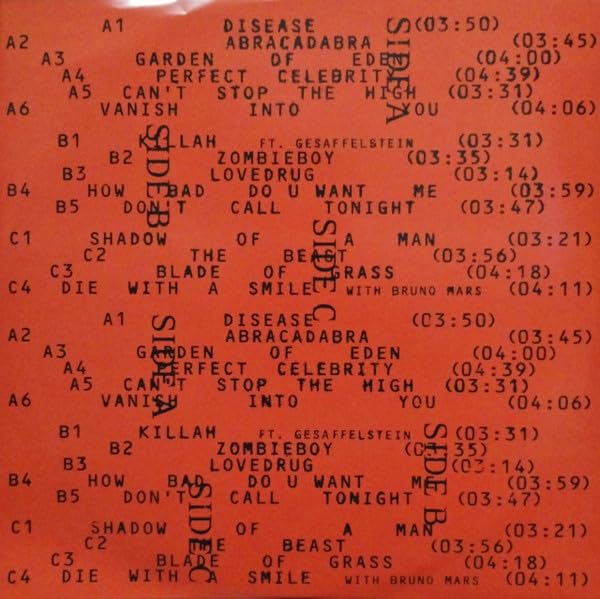 A1 DISEASE (03:50)
A2 ABRACADABRA (03:45)
A3 GARDEN OF EDEN (04:00)
A4 PERFECT CELEBRITY (04:39)
A5 CAN'T STOP THE HIGH (03:31)
A6 VANISH INTO YOU (04:06)
SIDE A
B1 KILLAH FT. GESAFFELSTEIN (03:31)
B2 ZOMBIEBOY (03:35)
B3 LOVEDRUG (03:14)
B4 HOW BAD DO U WANT ME (03:59)
B5 DON'T CALL TONIGHT (03:47)
SIDE B
C1 SHADOW OF A MAN (03:21)
C2 THE BEAST (03:56)
C3 BLADE OF GRASS (04:18)
C4 DIE WITH A SMILE WITH BRUNO MARS (04:11)
SIDE C
A1 DISEASE (03:50)
A2 ABRACADABRA (03:45)
A3 GARDEN OF EDEN (04:00)
A4 PERFECT CELEBRITY (04:39)
A5 CAN'T STOP THE HIGH (03:31)
A6 VANISH INTO YOU (04:06)
SIDE A
B1 KILLAH FT. GESAFFELSTEIN (03:31)
B2 ZOMBIEBOY (03:35)
B3 LOVEDRUG (03:14)
B4 HOW BAD DO U WANT ME (03:59)
B5 DON'T CALL TONIGHT (03:47)
SIDE B
C1 SHADOW OF A MAN (03:21)
C2 THE BEAST (03:56)
C3 BLADE OF GRASS (04:18)
C4 DIE WITH A SMILE WITH BRUNO MARS (04:11)
SIDE C